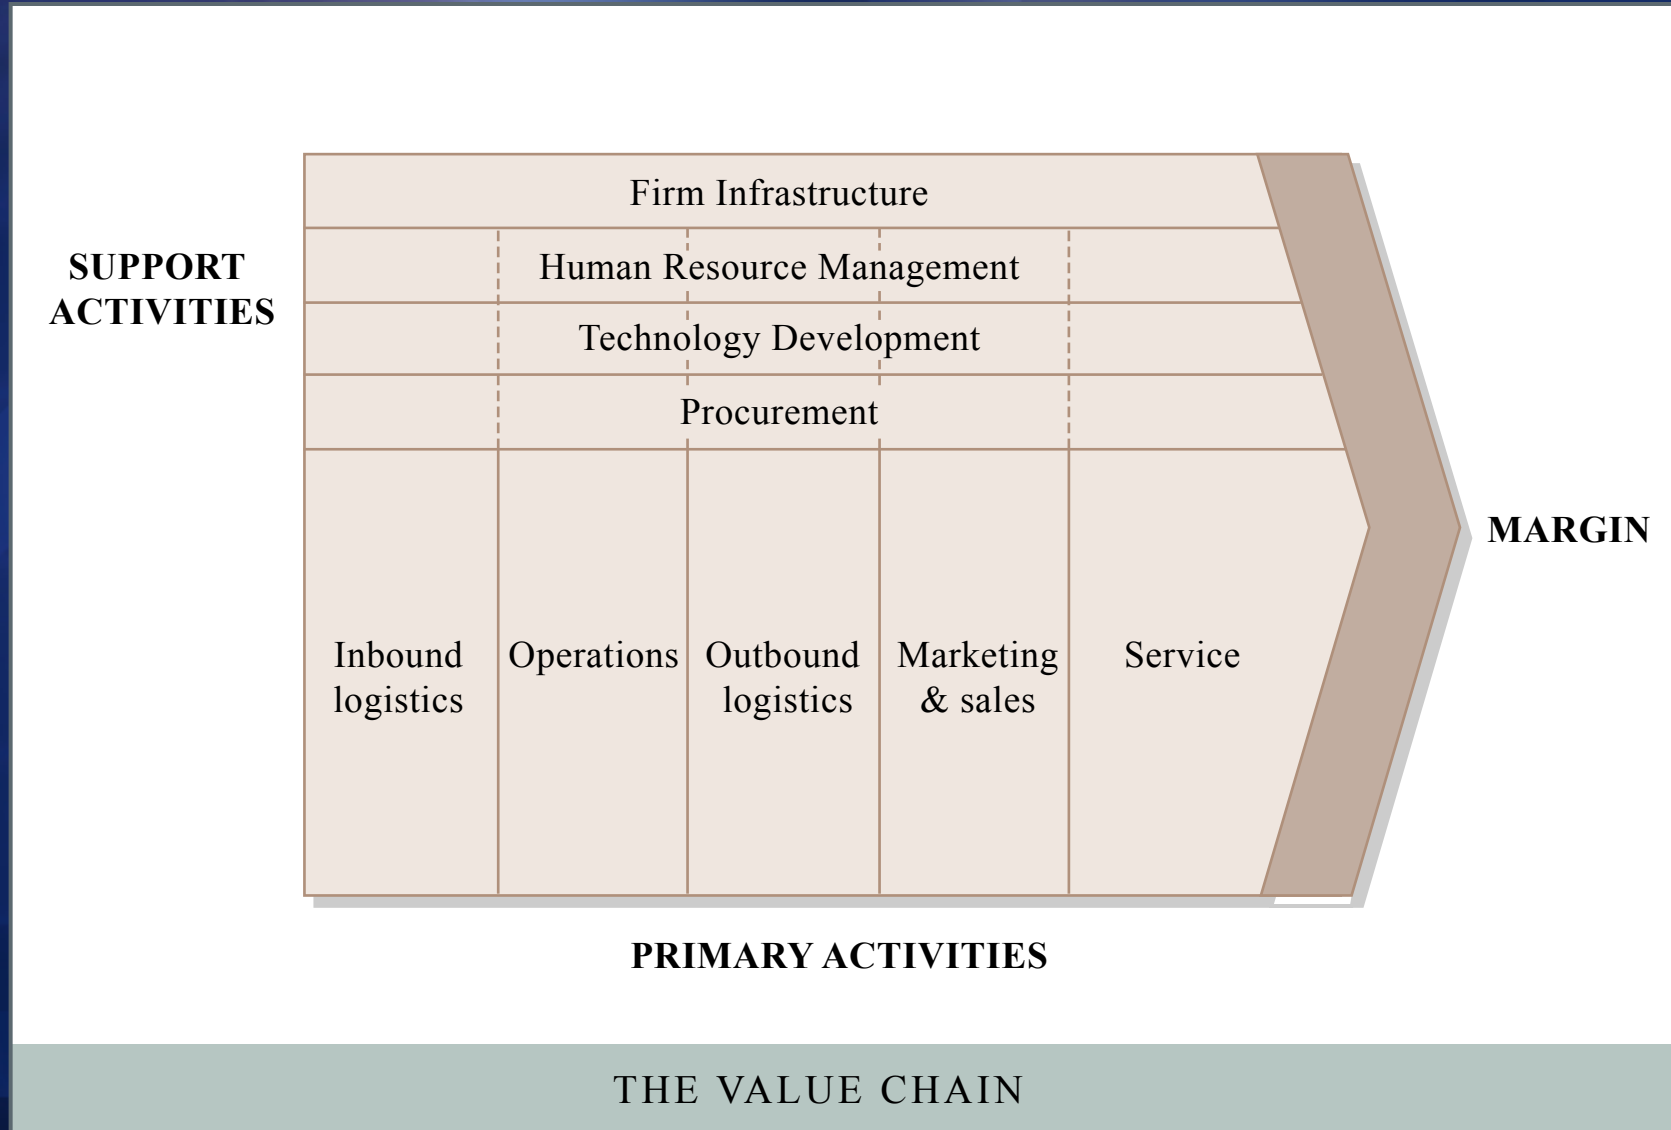 Firm Infrastructure
SUPPORT
ACTIVITIES
Human Resource Management
Technology Development
Procurement
MARGIN
Inbound
logistics
Operations
Outbound
logistics
Marketing
& sales
Service
PRIMARY ACTIVITIES
THE VALUE CHAIN